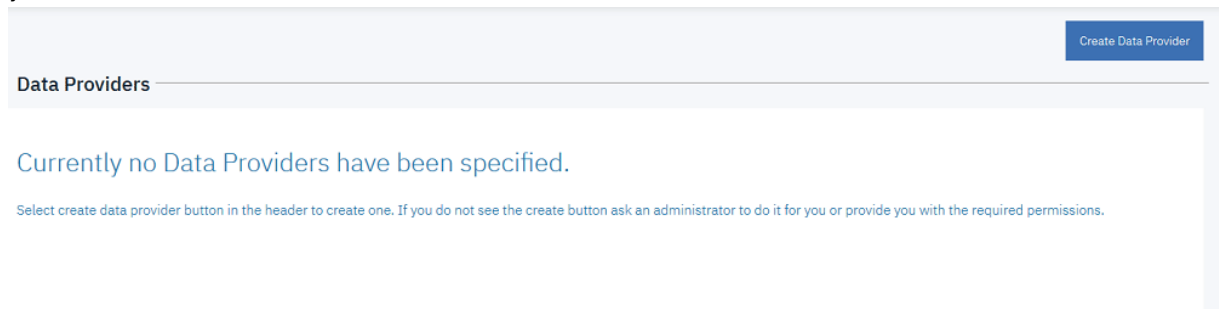 Create Data Provider
Data Providers
Currently no Data Providers have been specified.
Select create data provider button in the header to create one. If you do not see the create button ask an administrator to do it for you or provide you with the required permissions.